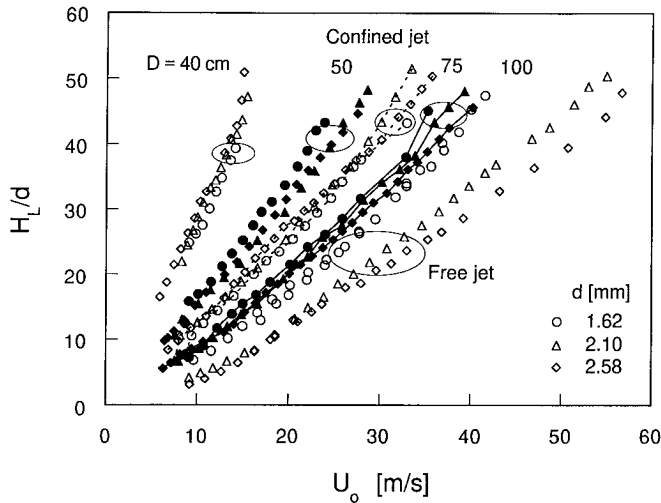 60
50
40
30
20
10
0
H_L/d
Confined jet
D = 40 cm
50
75
100
Free jet
d [mm]
○ 1.62
△ 2.10
◇ 2.58
0 10 20 30 40 50 60
U_o [m/s]